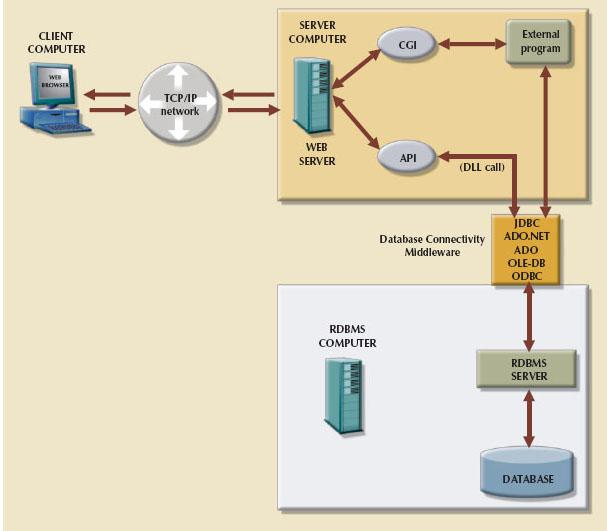 CLIENT
COMPUTER
WEB
BROWSER
TCP/IP
network
SERVER
COMPUTER
WEB
SERVER
CGI
External
program
API
(DLL call)
Database Connectivity
Middleware
JDBC
ADO.NET
ADO
OLE-DB
ODBC
RDBMS
COMPUTER
RDBMS
SERVER
DATABASE